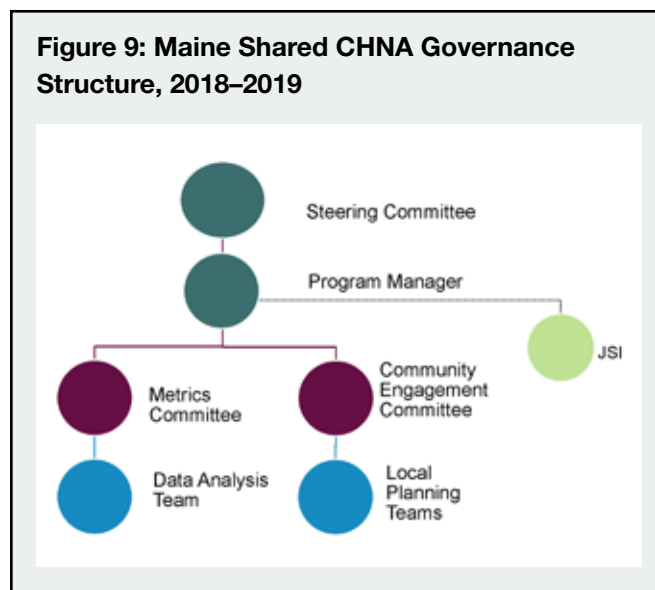 Figure 9: Maine Shared CHNA Governance
Structure, 2018–2019
Steering Committee
Program Manager
JSI
Metrics
Committee
Community
Engagement
Committee
Data Analysis
Team
Local
Planning
Teams